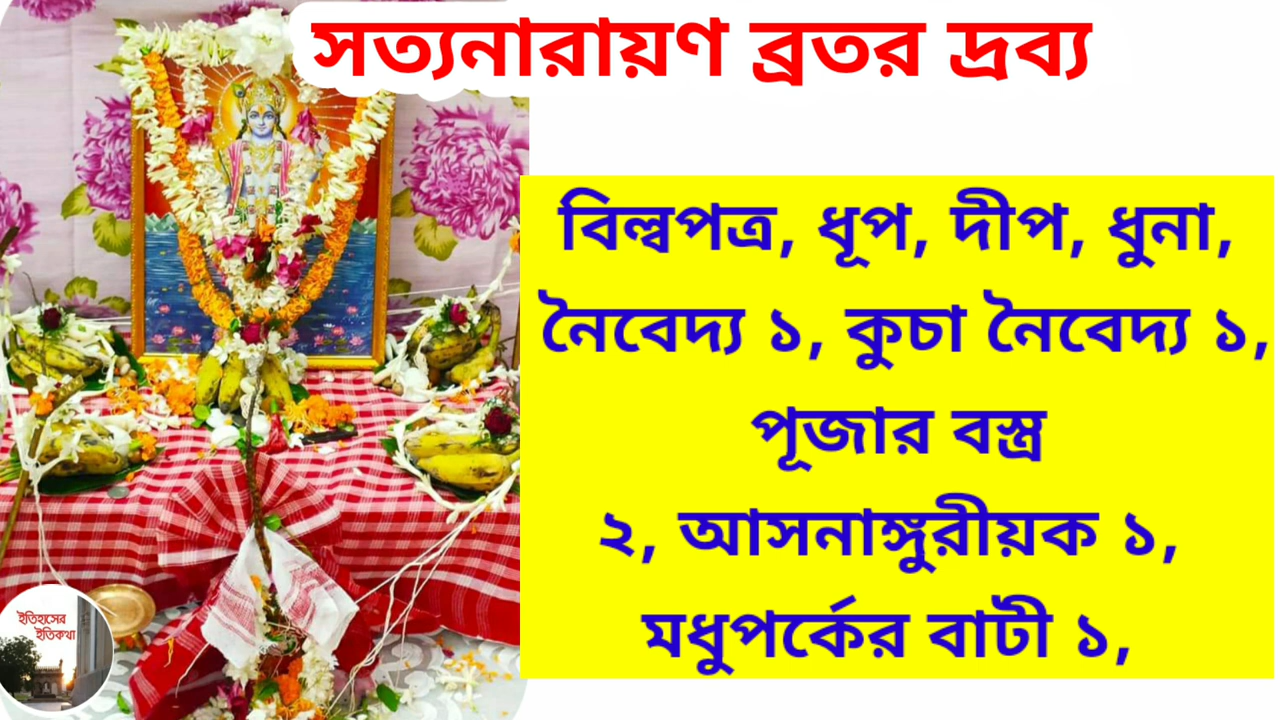 সত্যনারায়ণ ব্রতর দ্রব্য
বিল্বপত্র, ধূপ, দীপ, ধুনা,
নৈবেদ্য ১, কুচা নৈবেদ্য ১,
পূজার বস্ত্র
২, আসনাঙ্গুরীয়ক ১,
মধুপর্কের বাটী ১,
ইতিহাসের
ইতিকথা